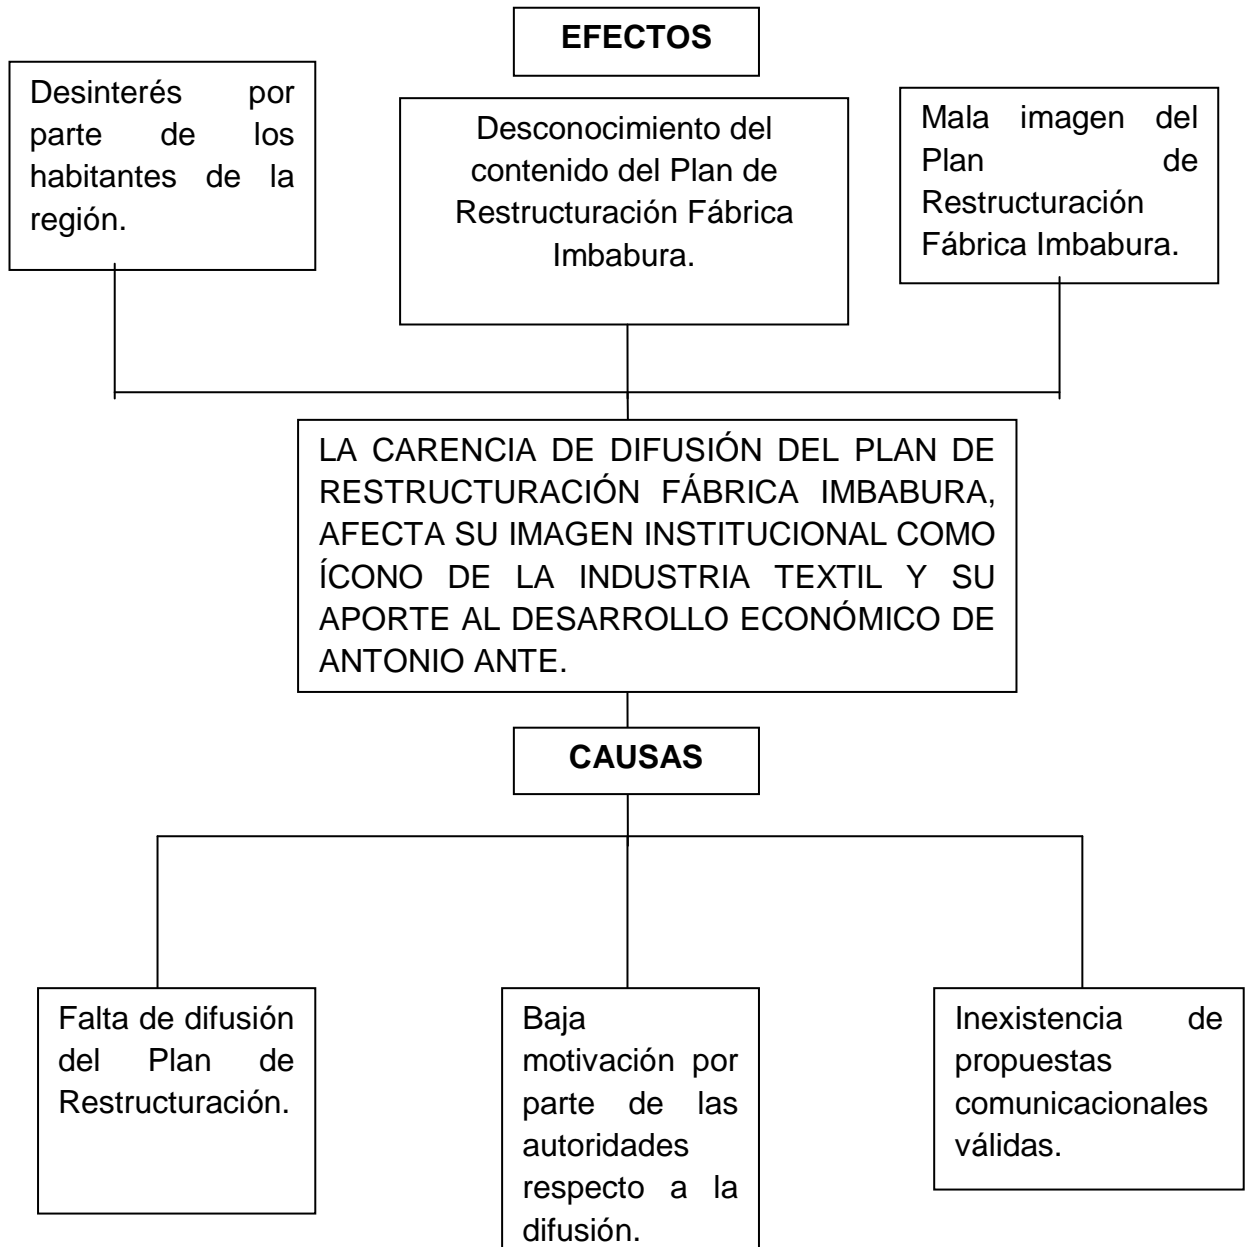 EFECTOS
Desinterés por
parte de los
habitantes de la
región.
Desconocimiento del
contenido del Plan de
Restructuración Fábrica
Imbabura.
Mala imagen del
Plan de
Restructuración
Fábrica Imbabura.
LA CARENCIA DE DIFUSIÓN DEL PLAN DE
RESTRUCTURACIÓN FÁBRICA IMBABURA,
AFECTA SU IMAGEN INSTITUCIONAL COMO
ÍCONO DE LA INDUSTRIA TEXTIL Y SU
APORTE AL DESARROLLO ECONÓMICO DE
ANTONIO ANTE.
CAUSAS
Falta de difusión
del Plan de
Restructuración.
Baja
motivación por
parte de las
autoridades
respecto a la
difusión.
Inexistencia de
propuestas
comunicacionales
válidas.